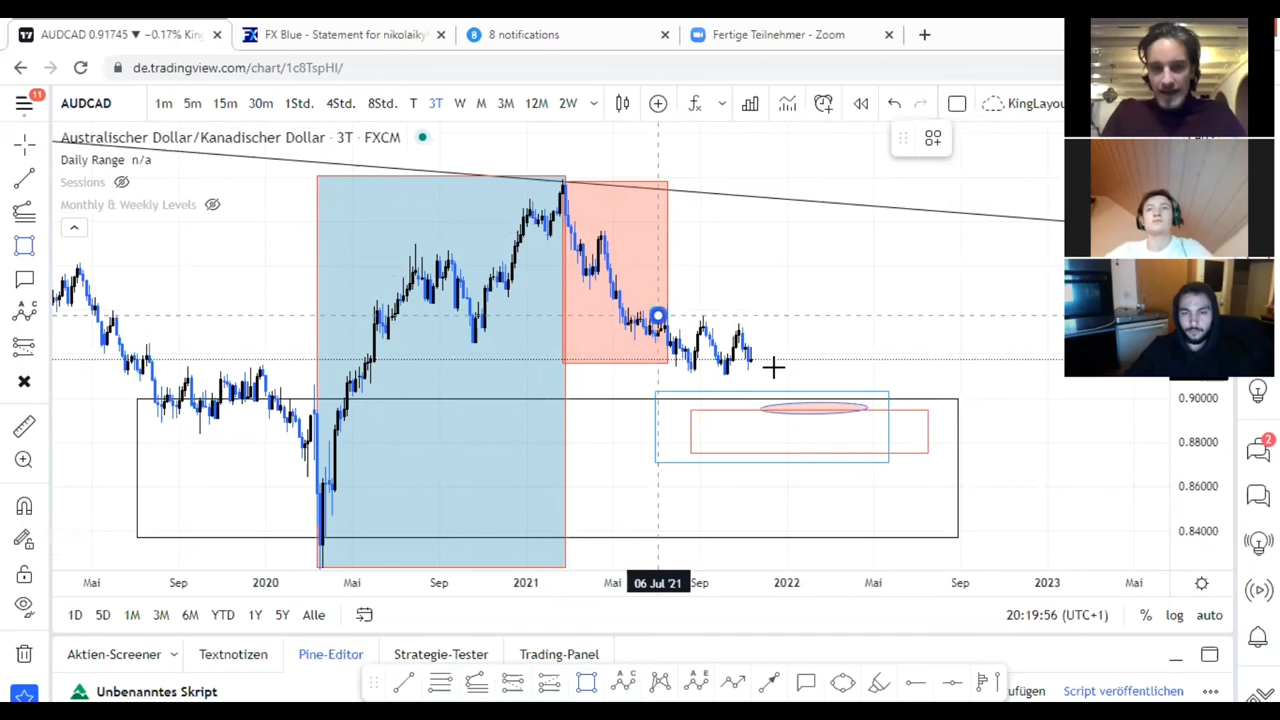 AUDCAD 0.91745 ▼ −0.17% King
FX Blue - Statement for nikolaik
8 notifications
Fertige Teilnehmer - Zoom
de.tradingview.com/chart/1c8TspHI/
11
AUDCAD 1m 5m 15m 30m 1Std. 4Std. 8Std. T 3T W M 3M 12M 2W KingLayou
Australischer Dollar/Kanadischer Dollar · 3T · FXCM
Daily Range n/a
Sessions
Monthly & Weekly Levels
A C
0.90000
0.88000
2
0.86000
0.84000
Mai Sep 2020 Mai Sep 2021 Mai 06 Jul '21 Sep 2022 Mai Sep 2023 Mai
1D 5D 1M 3M 6M YTD 1Y 5Y Alle 20:19:56 (UTC+1) % log auto
Aktien-Screener Textnotizen Pine-Editor Strategie-Tester Trading-Panel
A C
A E
Unbenanntes Skript
ufügen Script veröffentlichen